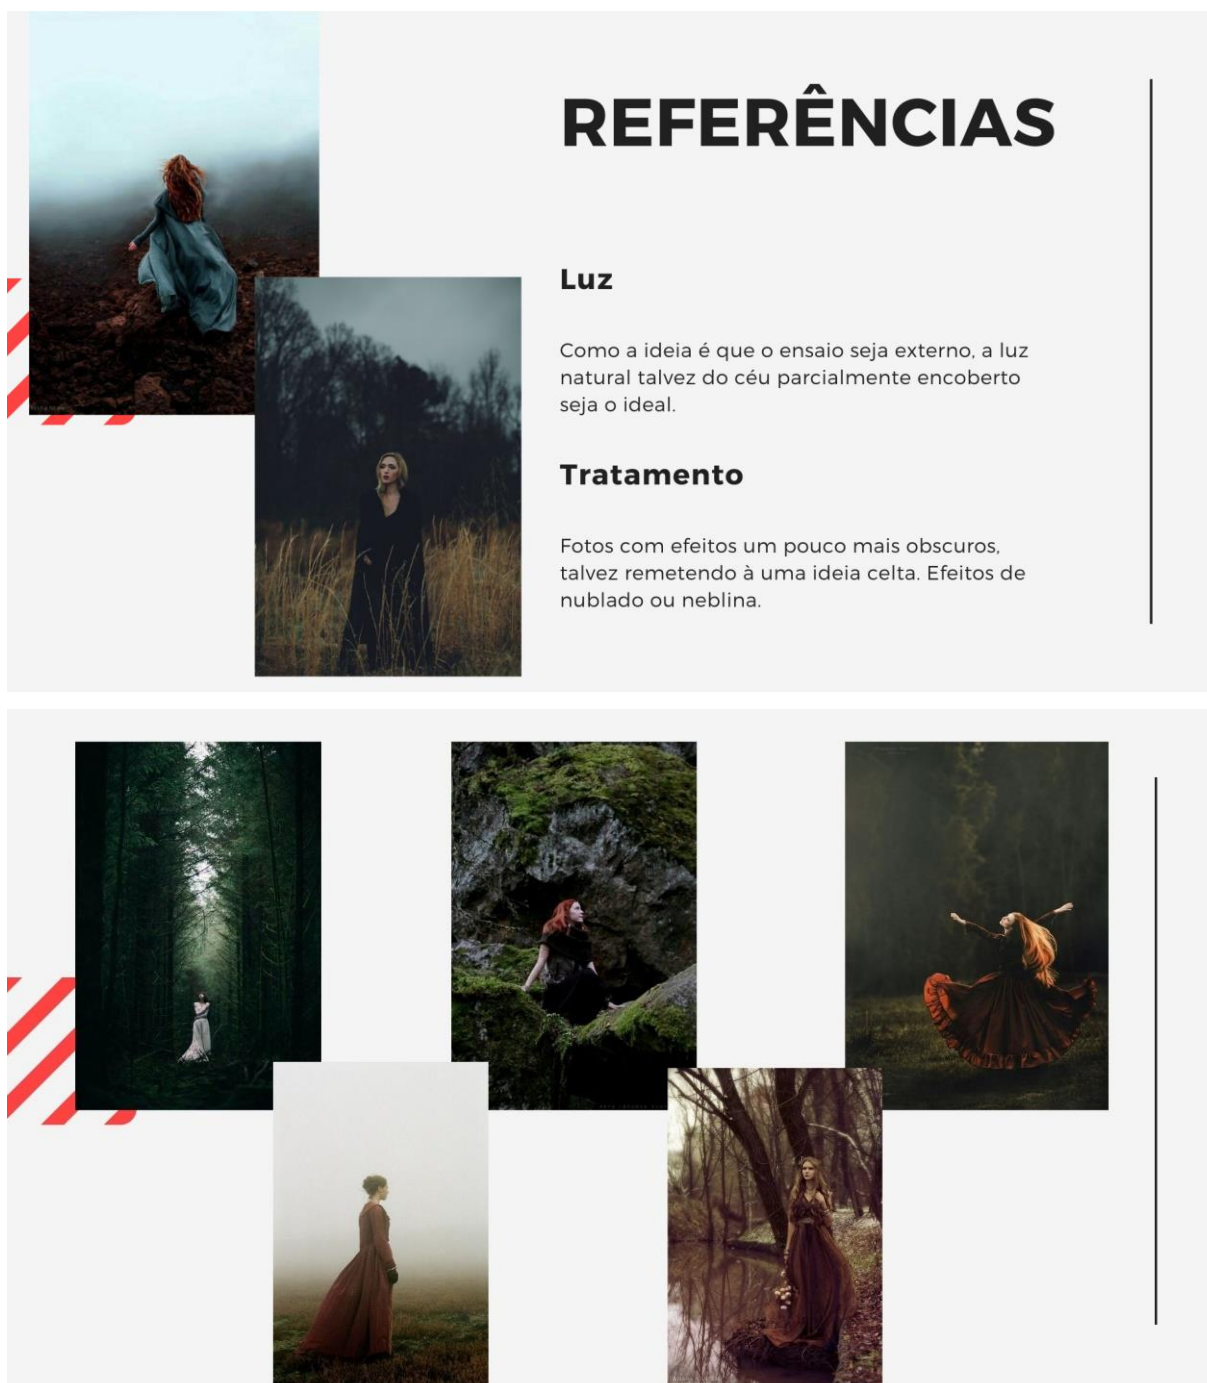 REFERÊNCIAS
Luz
Como a ideia é que o ensaio seja externo, a luz
natural talvez do céu parcialmente encoberto
seja o ideal.
Tratamento
Fotos com efeitos um pouco mais obscuros,
talvez remetendo à uma ideia celta. Efeitos de
nublado ou neblina.